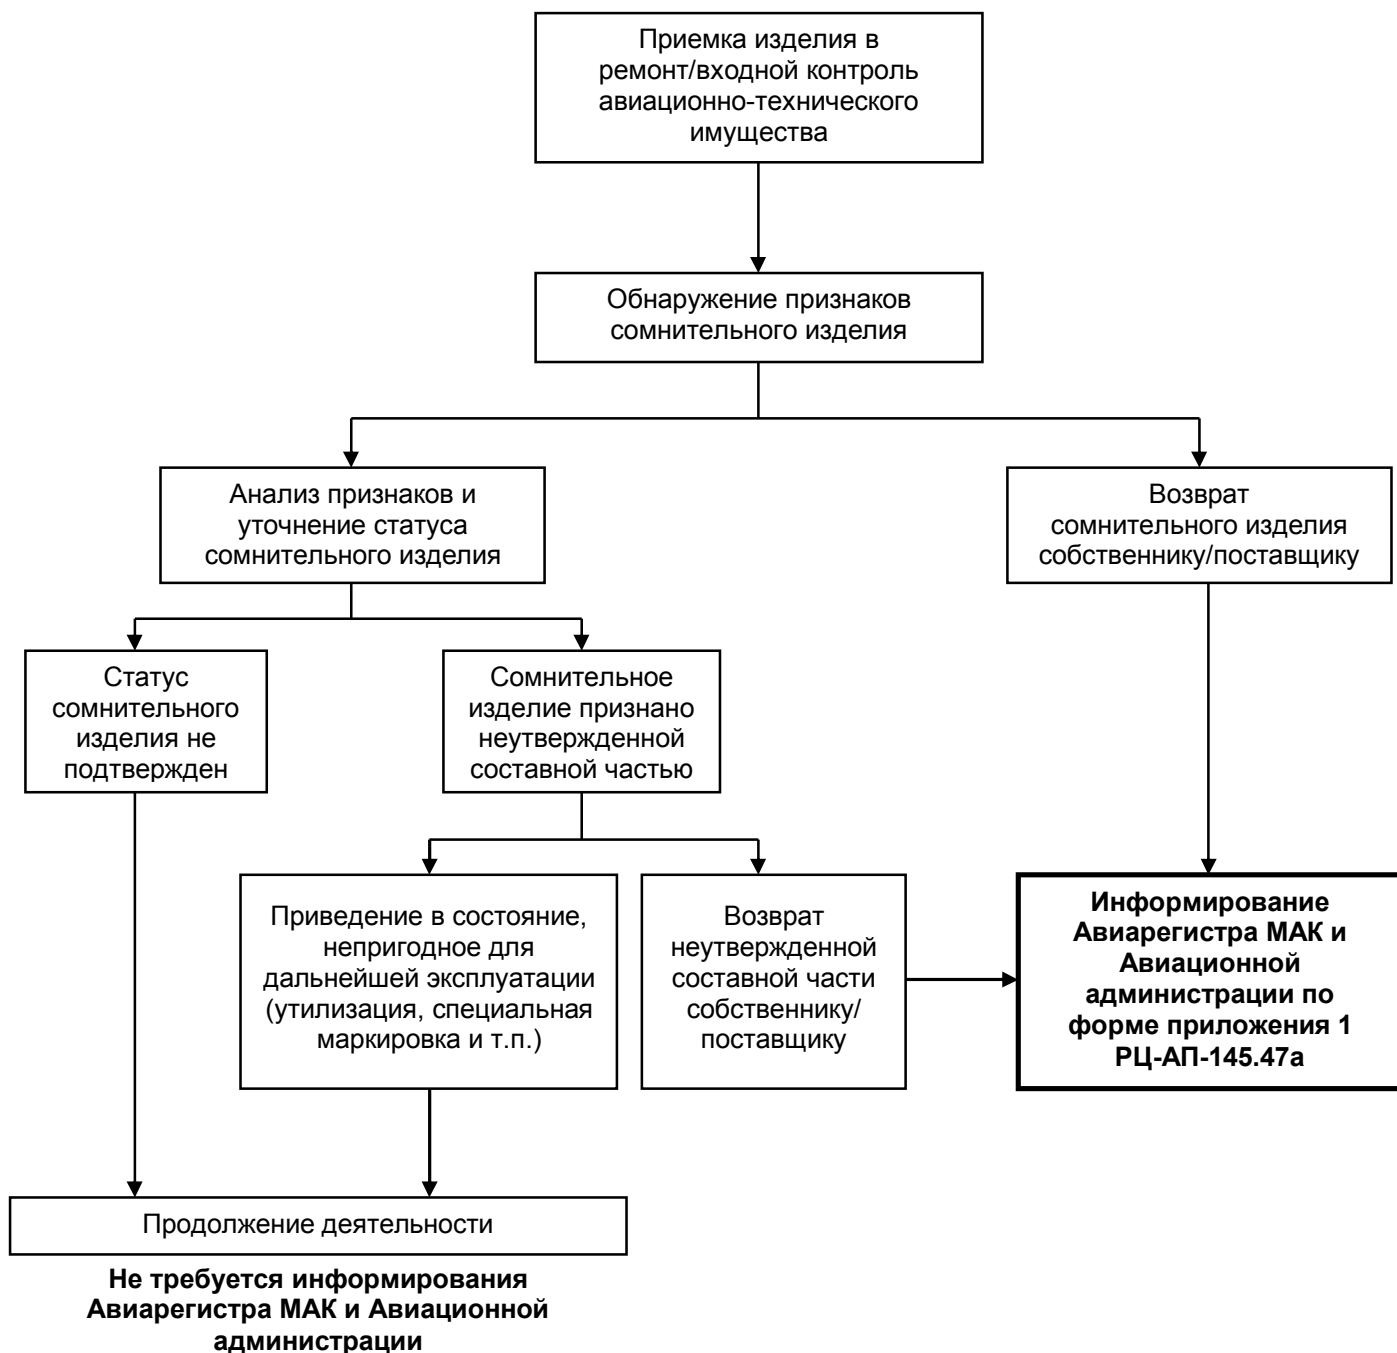 Приемка изделия в
ремонт/входной контроль
авиационно-технического
имущества
Обнаружение признаков
сомнительного изделия
Анализ признаков и
уточнение статуса
сомнительного изделия
Возврат
сомнительного изделия
собственнику/поставщику
Статус
сомнительного
изделия не
подтвержден
Сомнительное
изделие признано
неутвержденной
составной частью
Приведение в состояние,
непригодное для
дальнейшей эксплуатации
(утилизация, специальная
маркировка и т.п.)
Возврат
неутвержденной
составной части
собственнику/
поставщику
Информирование
Авиарегистра МАК и
Авиационной
администрации по
форме приложения 1
РЦ-АП-145.47а
Продолжение деятельности
Не требуется информирования
Авиарегистра МАК и Авиационной
администрации